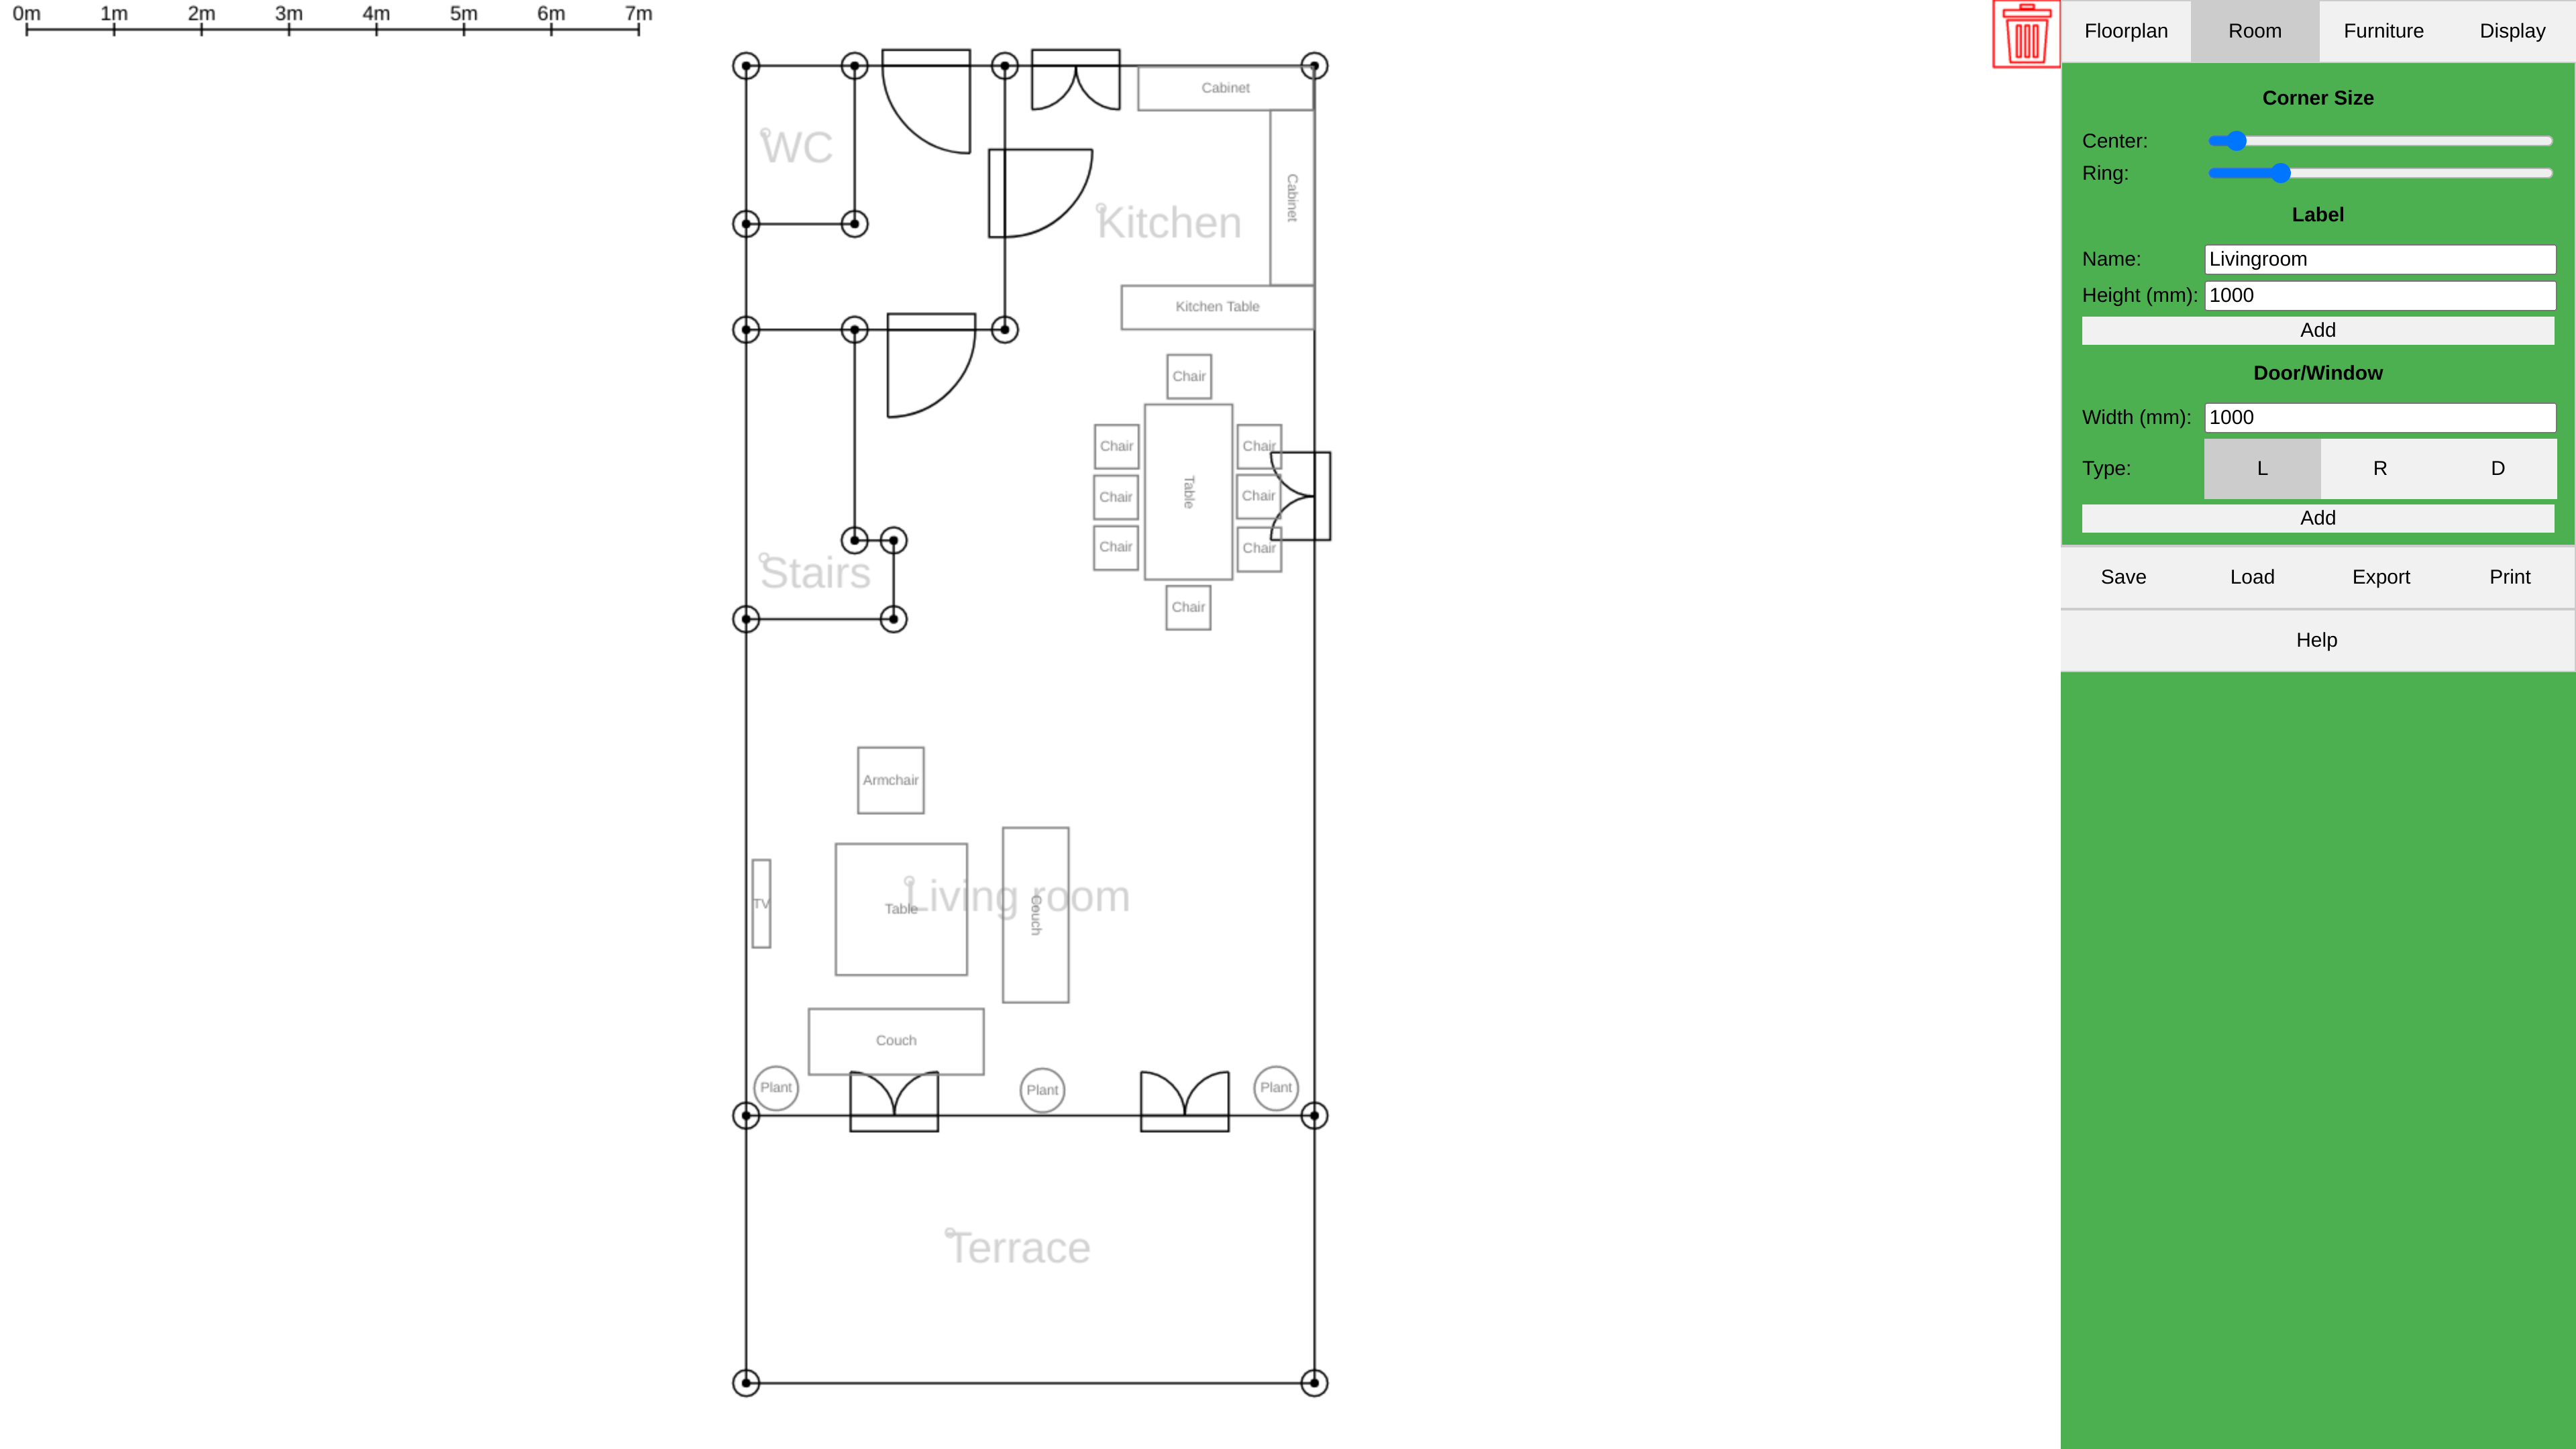 0m 1m 2m 3m 4m 5m 6m 7m
Floorplan Room Furniture Display
Corner Size
Center:
Ring:
Label
Name: Livingroom
Height (mm): 1000
Add
Door/Window
Width (mm): 1000
Type: L R D
Add
Save Load Export Print
Help
WC
Cabinet
Cabinet
Kitchen
Kitchen Table
Chair
Chair
Chair
Chair
Table
Chair
Chair
Chair
Chair
Stairs
Armchair
TV
Table
Living room
Couch
Couch
Plant
Plant
Plant
Terrace